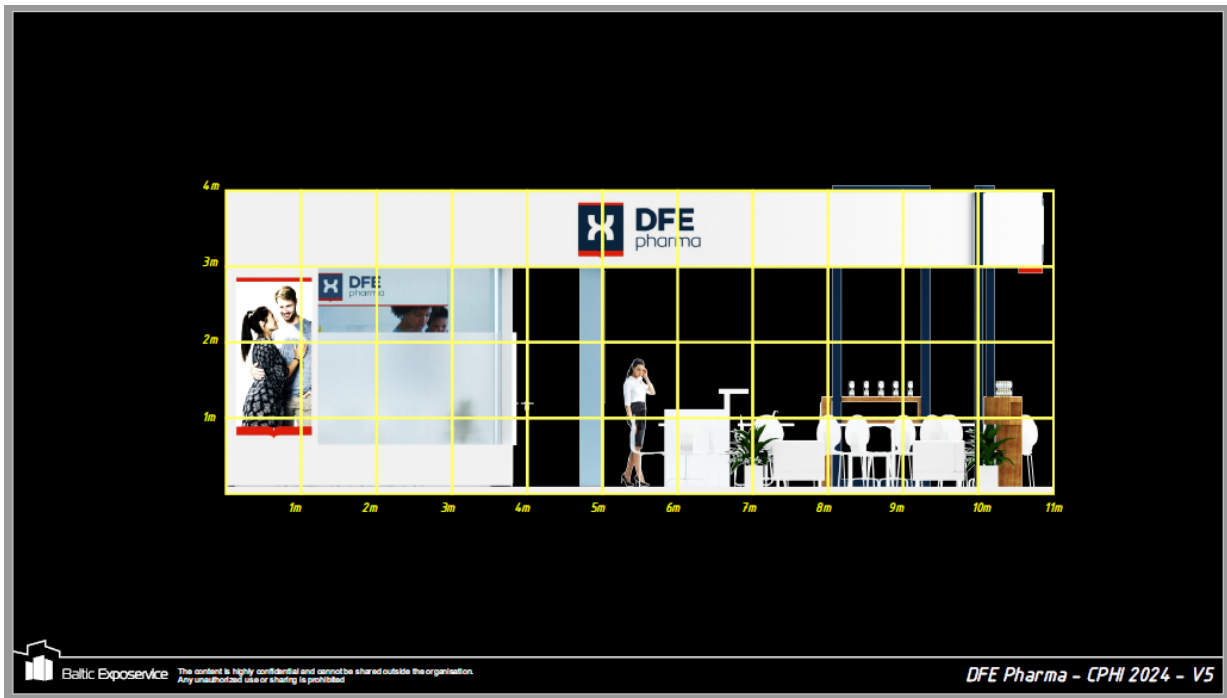 4m
DFE
pharma
3m
DFE
pharma
2m
1m
1m
2m
3m
4m
5m
6m
7m
8m
9m
10m
11m
Baltic Exposervice
The content is highly confidential and cannot be shared outside the organisation.
Any unauthorized use or sharing is prohibited
DFE Pharma - CPHI 2024 - V5